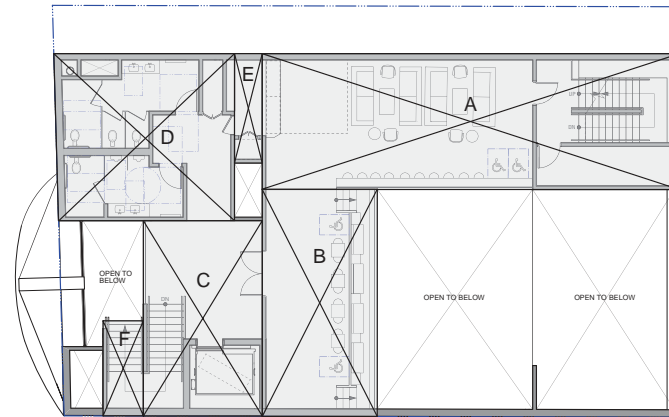 E
A
UP
DN
D
B
C
OPEN TO
BELOW
OPEN TO BELOW
OPEN TO BELOW
DN
F